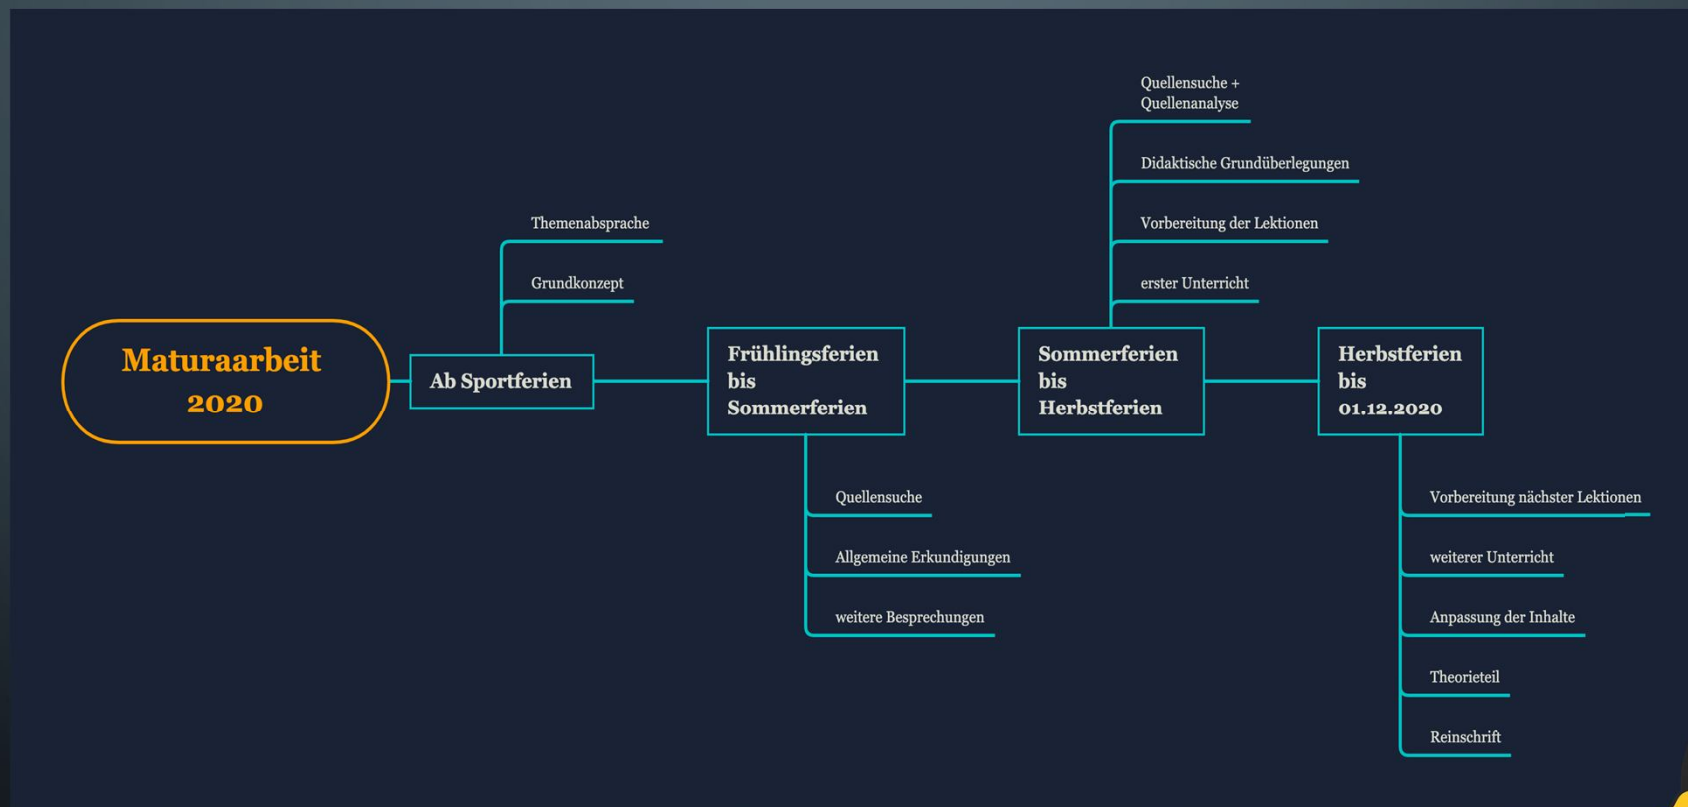 Maturaarbeit
2020
Ab Sportferien
Themenabsprache
Grundkonzept
Frühlingsferien
bis
Sommerferien
Quellensuche
Allgemeine Erkundigungen
weitere Besprechungen
Sommerferien
bis
Herbstferien
Quellensuche +
Quellenanalyse
Didaktische Grundüberlegungen
Vorbereitung der Lektionen
erster Unterricht
Herbstferien
bis
01.12.2020
Vorbereitung nächster Lektionen
weiterer Unterricht
Anpassung der Inhalte
Theorieteil
Reinschrift